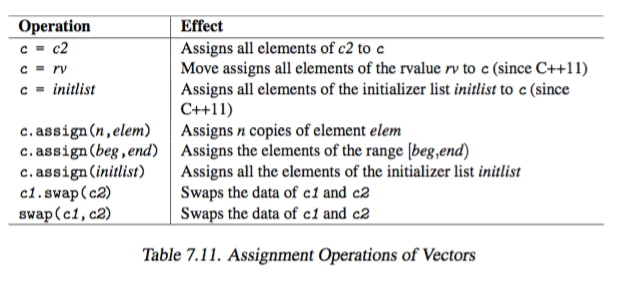 Operation Effect
c = c2 Assigns all elements of c2 to c
c = rv Move assigns all elements of the rvalue rv to c (since C++11)
c = initlist Assigns all elements of the initializer list initlist to c (since
C++11)
c.assign(n,elem) Assigns n copies of element elem
c.assign(beg,end) Assigns the elements of the range [beg,end)
c.assign(initlist) Assigns all the elements of the initializer list initlist
c1.swap(c2) Swaps the data of c1 and c2
swap(c1,c2) Swaps the data of c1 and c2
Table 7.11. Assignment Operations of Vectors